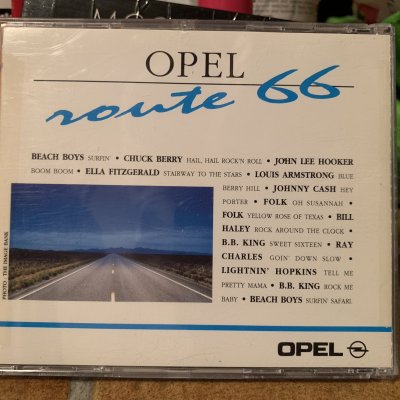 OPEL
route 66
BEACH BOYS SURFIN' • CHUCK BERRY HAIL, HAIL ROCK'N ROLL • JOHN LEE HOOKER
BOOM BOOM • ELLA FITZGERALD STAIRWAY TO THE STARS • LOUIS ARMSTRONG BLUE
BERRY HILL • JOHNNY CASH HEY
PORTER • FOLK OH SUSANNAH •
FOLK YELLOW ROSE OF TEXAS • BILL
HALEY ROCK AROUND THE CLOCK •
B.B. KING SWEET SIXTEEN • RAY
CHARLES GOIN' DOWN SLOW •
LIGHTNIN' HOPKINS TELL ME
PRETTY MAMA • B.B. KING ROCK ME
BABY • BEACH BOYS SURFIN' SAFARI.
PHOTO : THE IMAGE BANK
OPEL